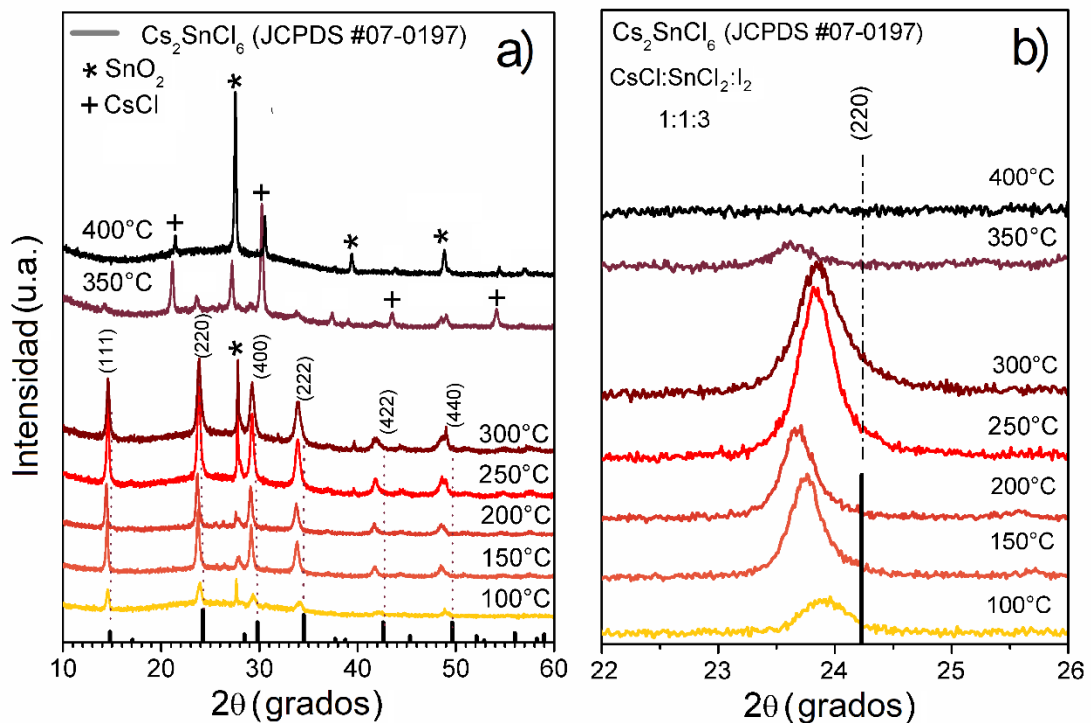 Cs₂SnCl₆ (JCPDS #07-0197)
a)
* SnO₂
+ CsCl
*
+
+
*
*
400°C
350°C
+
+
(111)
(220)
*
(400)
(222)
(422)
(440)
300°C
250°C
200°C
150°C
100°C
10 20 30 40 50 60
2θ (grados)
Intensidad (u.a.)
Cs₂SnCl₆ (JCPDS #07-0197)
b)
CsCl:SnCl₂:I₂
1:1:3
(220)
400°C
350°C
300°C
250°C
200°C
150°C
100°C
22 23 24 25 26
2θ (grados)